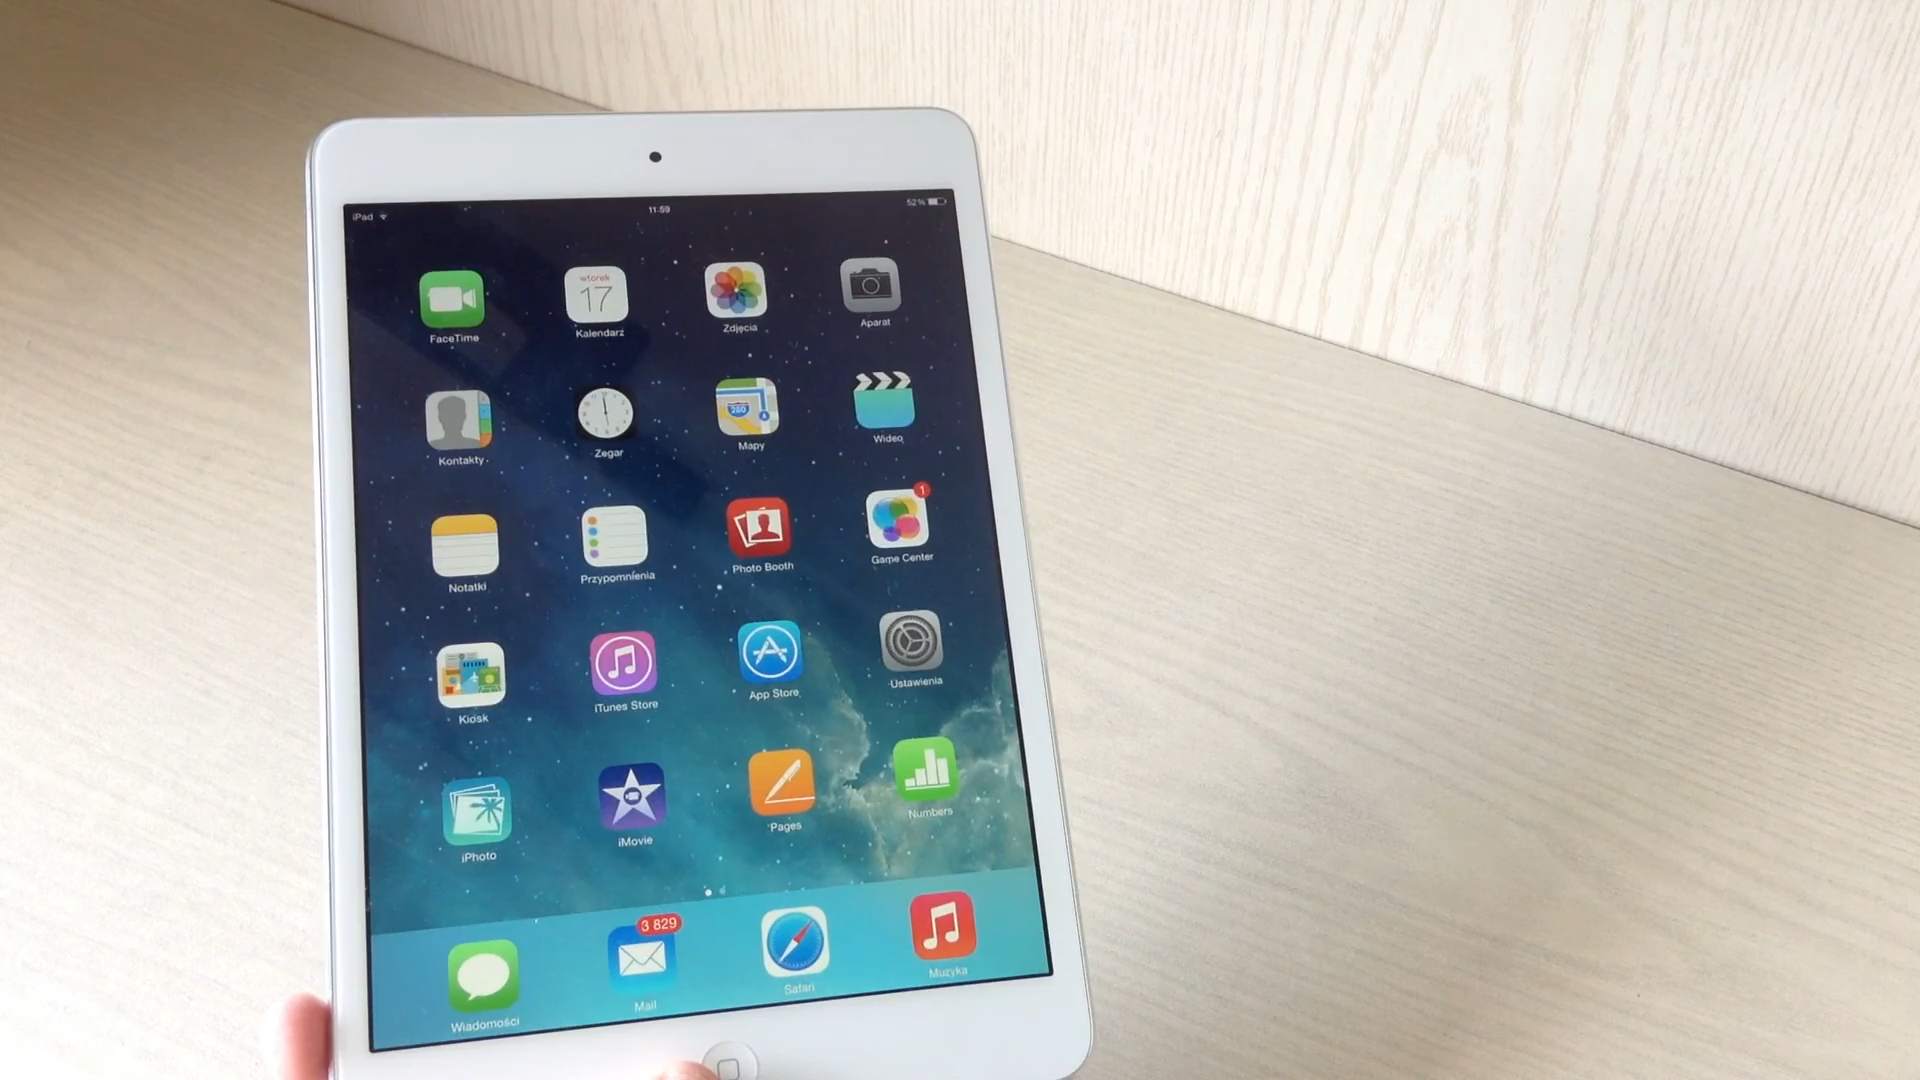 iPad
11:59
52%
wtorek
17
FaceTime
Kalendarz
Zdjęcia
Aparat
280
Kontakty
Zegar
Mapy
Wideo
1
Notatki
Przypomnienia
Photo Booth
Game Center
Kiosk
iTunes Store
App Store
Ustawienia
iPhoto
iMovie
Pages
Numbers
3 829
Wiadomości
Mail
Safari
Muzyka